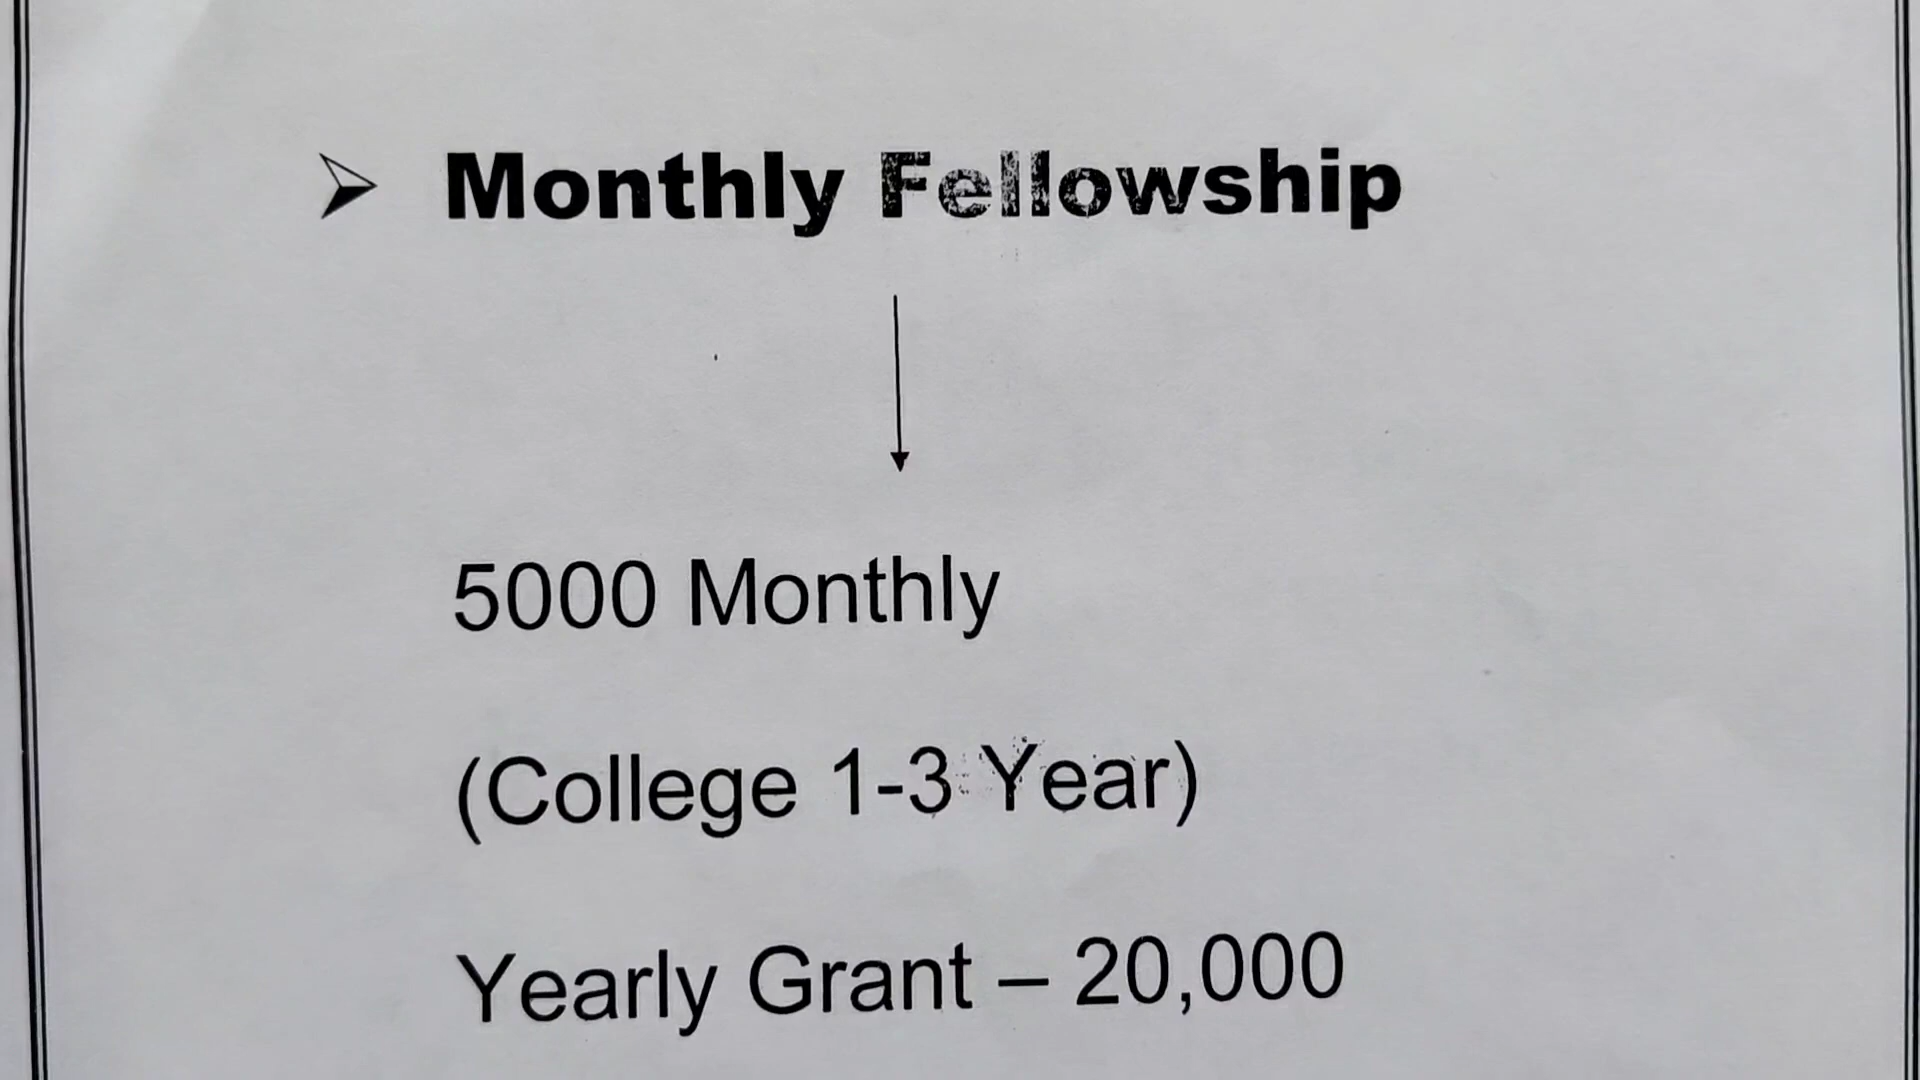 ➢ Monthly Fellowship
5000 Monthly
(College 1-3 Year)
Yearly Grant – 20,000